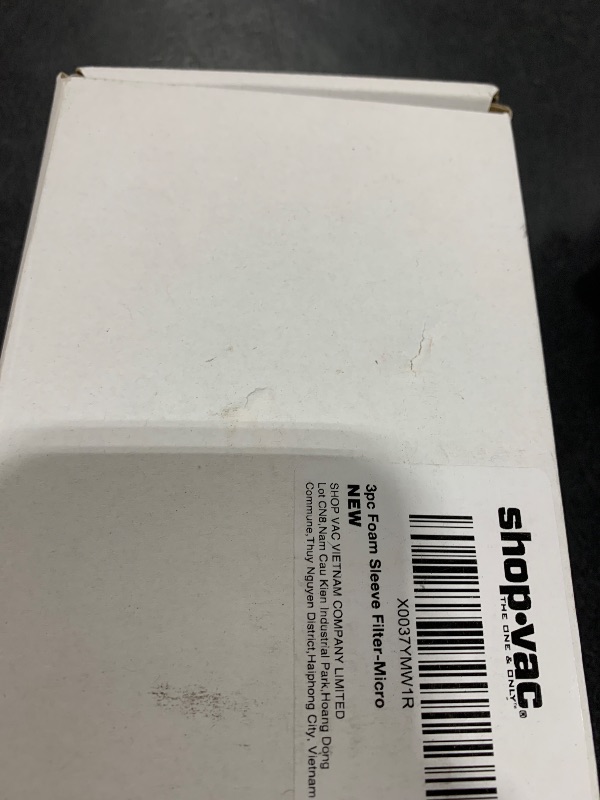 shop·vac®
THE ONE & ONLY™
X0037YMW1R
3pc Foam Sleeve Filter-Micro
NEW
SHOP VAC VIETNAM COMPANY LIMITED
Lot CN8,Nam Cau Kien Industrial Park,Hoang Dong
Commune,Thuy Nguyen District,Haiphong City, Vietnam